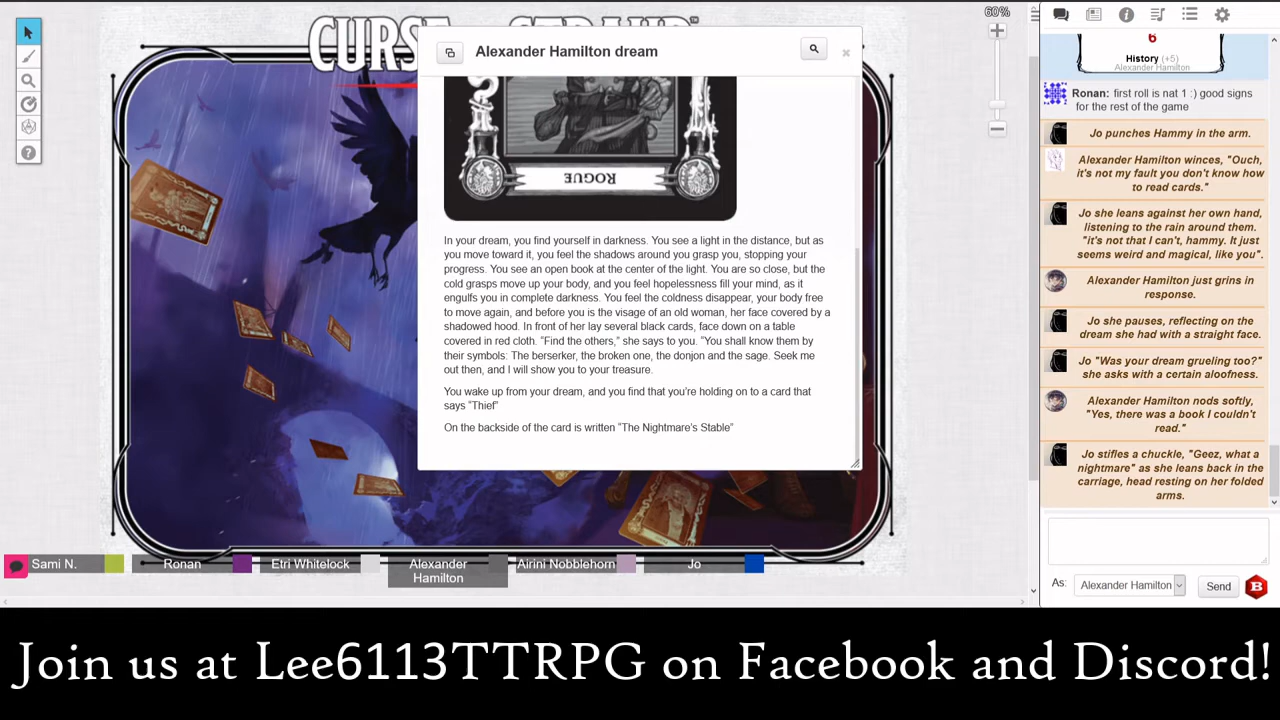 60%
Alexander Hamilton dream
ROGUE
In your dream, you find yourself in darkness. You see a light in the distance, but as
you move toward it, you feel the shadows around you grasp you, stopping your
progress. You see an open book at the center of the light. You are so close, but the
cold grasps move up your body, and you feel hopelessness fill your mind, as it
engulfs you in complete darkness. You feel the coldness disappear, your body free
to move again, and before you is the visage of an old woman, her face covered by a
shadowed hood. In front of her lay several black cards, face down on a table
covered in red cloth. “Find the others,” she says to you. “You shall know them by
their symbols: The berserker, the broken one, the donjon and the sage. Seek me
out then, and I will show you to your treasure.
You wake up from your dream, and you find that you’re holding on to a card that
says “Thief”
On the backside of the card is written “The Nightmare’s Stable”
Sami N.
Ronan
Etri Whitelock
Alexander
Hamilton
Airini Nobblehorn
Jo
6
History (+5)
Alexander Hamilton
Ronan: first roll is nat 1 :) good signs
for the rest of the game
Jo punches Hammy in the arm.
Alexander Hamilton winces, "Ouch,
it's not my fault you don't know how
to read cards."
Jo she leans against her own hand,
listening to the rain around them.
"it's not that I can't, hammy. It just
seems weird and magical, like you".
Alexander Hamilton just grins in
response.
Jo she pauses, reflecting on the
dream she had with a straight face.
Jo "Was your dream grueling too?"
she asks with a certain aloofness.
Alexander Hamilton nods softly,
"Yes, there was a book I couldn't
read."
Jo stifles a chuckle, "Geez, what a
nightmare" as she leans back in the
carriage, head resting on her folded
arms.
As:
Alexander Hamilton
Send
B
Join us at Lee6113TTRPG on Facebook and Discord!